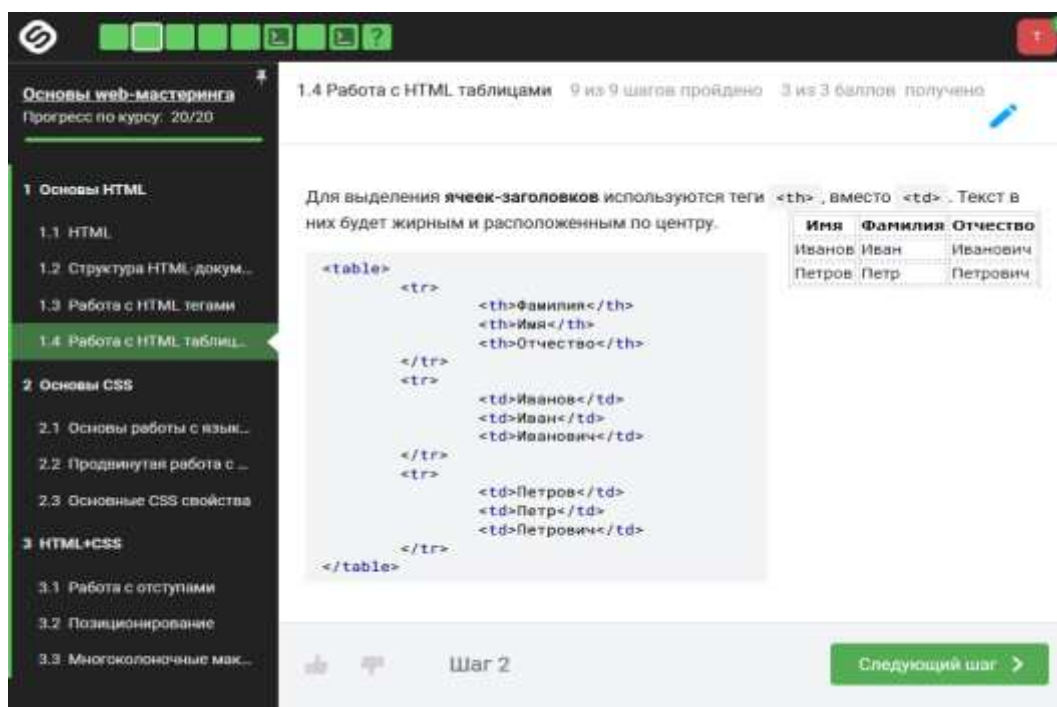 ?
T
Основы web-мастеринга
Прогресс по курсу: 20/20
1 Основы HTML
1.1 HTML
1.2 Структура HTML-докум...
1.3 Работа с HTML тегами
1.4 Работа с HTML таблиц...
2 Основы CSS
2.1 Основы работы с язык...
2.2 Продвинутая работа с ...
2.3 Основные CSS свойства
3 HTML+CSS
3.1 Работа с отступами
3.2 Позиционирование
3.3 Многоколоночные мак...
1.4 Работа с HTML таблицами 9 из 9 шагов пройдено 3 из 3 баллов получено
Для выделения ячеек-заголовков используются теги <th> , вместо <td> . Текст в
них будет жирным и расположенным по центру.
<table>
<tr>
<th>Фамилия</th>
<th>Имя</th>
<th>Отчество</th>
</tr>
<tr>
<td>Иванов</td>
<td>Иван</td>
<td>Иванович</td>
</tr>
<tr>
<td>Петров</td>
<td>Петр</td>
<td>Петрович</td>
</tr>
</table>
Имя Фамилия Отчество
Иванов Иван Иванович
Петров Петр Петрович
Шаг 2
Следующий шаг